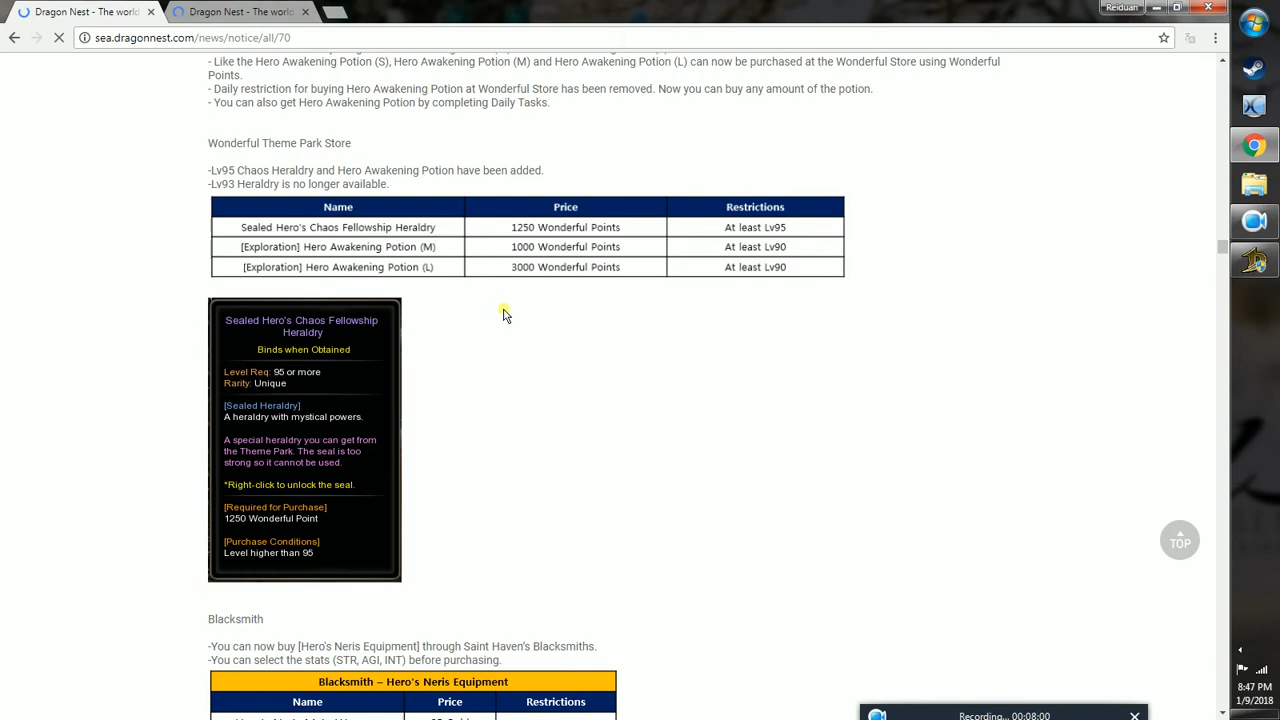 Dragon Nest - The world
Dragon Nest - The world
Reiduan
sea.dragonnest.com/news/notice/all/70
- Like the Hero Awakening Potion (S), Hero Awakening Potion (M) and Hero Awakening Potion (L) can now be purchased at the Wonderful Store using Wonderful
Points.
- Daily restriction for buying Hero Awakening Potion at Wonderful Store has been removed. Now you can buy any amount of the potion.
- You can also get Hero Awakening Potion by completing Daily Tasks.
Wonderful Theme Park Store
-Lv95 Chaos Heraldry and Hero Awakening Potion have been added.
-Lv93 Heraldry is no longer available.
Name Price Restrictions
Sealed Hero's Chaos Fellowship Heraldry 1250 Wonderful Points At least Lv95
[Exploration] Hero Awakening Potion (M) 1000 Wonderful Points At least Lv90
[Exploration] Hero Awakening Potion (L) 3000 Wonderful Points At least Lv90
Sealed Hero's Chaos Fellowship
Heraldry
Binds when Obtained
Level Req: 95 or more
Rarity: Unique
[Sealed Heraldry]
A heraldry with mystical powers.
A special heraldry you can get from
the Theme Park. The seal is too
strong so it cannot be used.
*Right-click to unlock the seal.
[Required for Purchase]
1250 Wonderful Point
[Purchase Conditions]
Level higher than 95
TOP
Blacksmith
-You can now buy [Hero's Neris Equipment] through Saint Haven's Blacksmiths.
-You can select the stats (STR, AGI, INT) before purchasing.
Blacksmith – Hero's Neris Equipment
Name Price Restrictions
Recording... 00:08:00
8:47 PM
1/9/2018